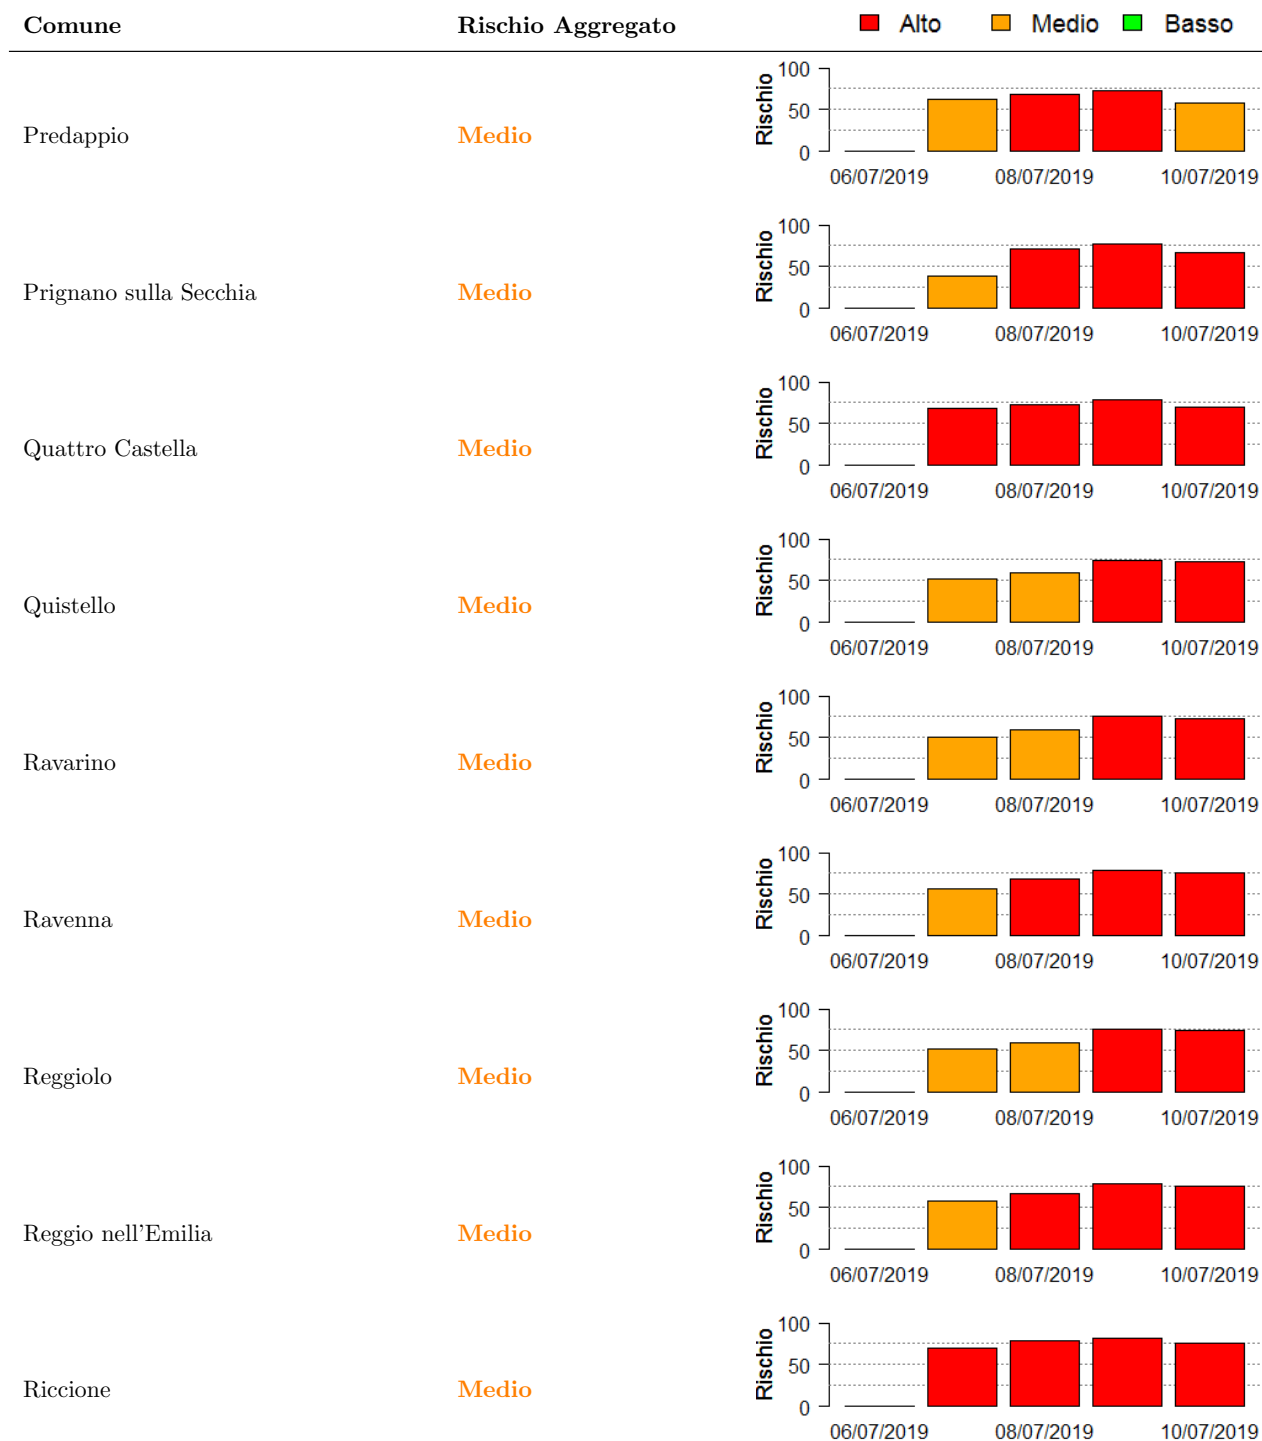 Comune Rischio Aggregato Alto Medio Basso
Predappio Medio
Rischio
100
50
0
06/07/2019 08/07/2019 10/07/2019
Prignano sulla Secchia Medio
Rischio
100
50
0
06/07/2019 08/07/2019 10/07/2019
Quattro Castella Medio
Rischio
100
50
0
06/07/2019 08/07/2019 10/07/2019
Quistello Medio
Rischio
100
50
0
06/07/2019 08/07/2019 10/07/2019
Ravarino Medio
Rischio
100
50
0
06/07/2019 08/07/2019 10/07/2019
Ravenna Medio
Rischio
100
50
0
06/07/2019 08/07/2019 10/07/2019
Reggiolo Medio
Rischio
100
50
0
06/07/2019 08/07/2019 10/07/2019
Reggio nell'Emilia Medio
Rischio
100
50
0
06/07/2019 08/07/2019 10/07/2019
Riccione Medio
Rischio
100
50
0
06/07/2019 08/07/2019 10/07/2019